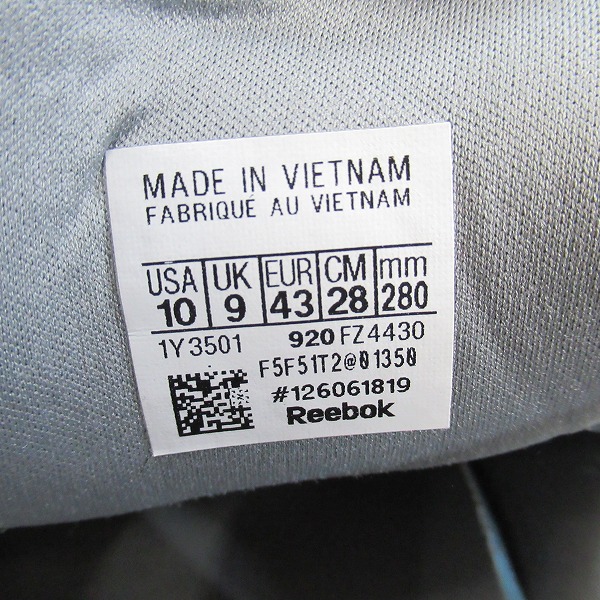 MADE IN VIETNAM
FABRIQUÉ AU VIETNAM
USA UK EUR CM mm
10 9 43 28 280
1Y3501 920 FZ4430
F5F51T2@01350
#126061819
Reebok